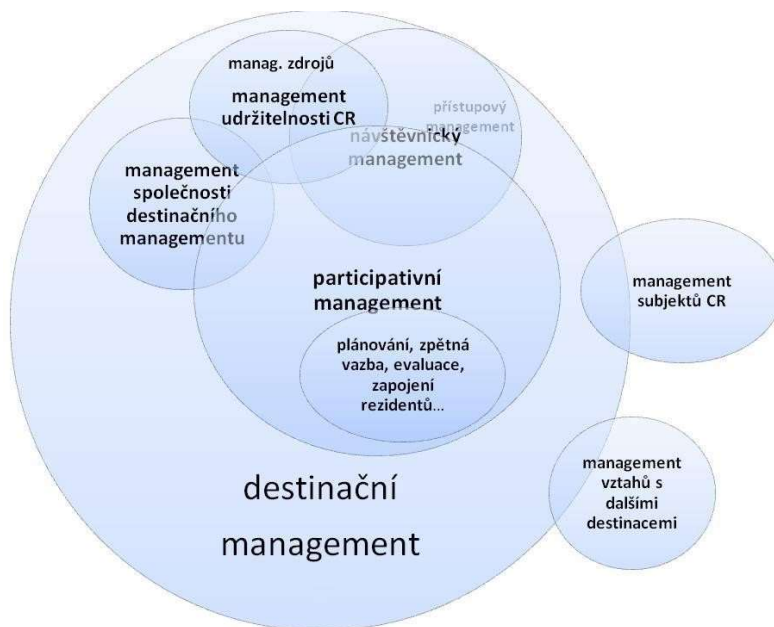 manag. zdrojů
management
udržitelnosti CR
přístupový
management
návštěvnický
management
management
společnosti
destinačního
managementu
participativní
management
plánování, zpětná
vazba, evaluace,
zapojení
rezidentů...
management
subjektů CR
management
vztahů s
dalšími
destinacemi
destinační
management